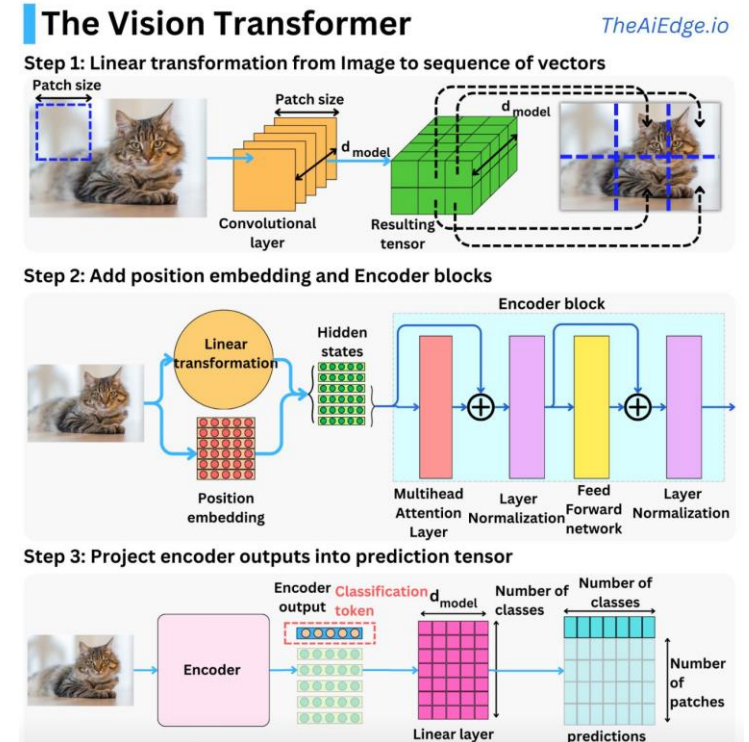 The Vision Transformer
TheAiEdge.io
Step 1: Linear transformation from Image to sequence of vectors
Patch size
Patch size
d model
d model
Convolutional
layer
Resulting
tensor
Step 2: Add position embedding and Encoder blocks
Encoder block
Linear
transformation
Hidden
states
Position
embedding
Multihead
Attention
Layer
Layer
Normalization
Feed
Forward
network
Layer
Normalization
Step 3: Project encoder outputs into prediction tensor
Encoder
output
Classification
token
d model
Number of
classes
Number of
classes
Encoder
Number
of
patches
Linear layer
predictions